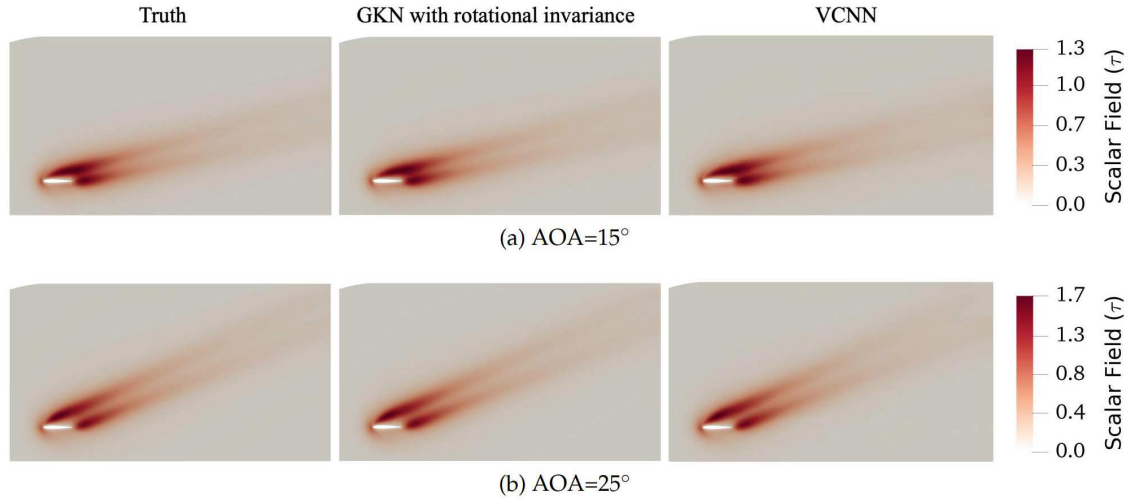 Truth
GKN with rotational invariance
VCNN
1.3
1.0
0.7
0.3
0.0
Scalar Field (τ)
(a) AOA=15°
1.7
1.3
0.8
0.4
0.0
Scalar Field (τ)
(b) AOA=25°